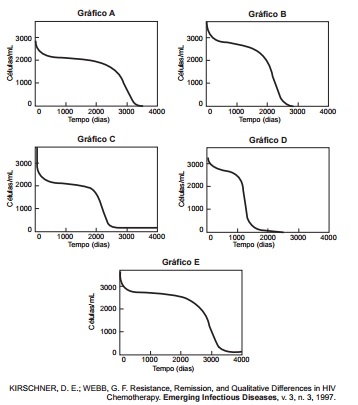 Gráfico A
Células/mL
3000
2000
1000
0
0 1000 2000 3000 4000
Tempo (dias)
Gráfico B
Células/mL
3000
2000
1000
0
0 1000 2000 3000 4000
Tempo (dias)
Gráfico C
Células/mL
3000
2000
1000
0
0 1000 2000 3000 4000
Tempo (dias)
Gráfico D
Células/mL
3000
2000
1000
0
0 1000 2000 3000 4000
Tempo (dias)
Gráfico E
Células/mL
3000
2000
1000
0
0 1000 2000 3000 4000
Tempo (dias)
KIRSCHNER, D. E.; WEBB, G. F. Resistance, Remission, and Qualitative Differences in HIV
Chemotherapy. Emerging Infectious Diseases, v. 3, n. 3, 1997.